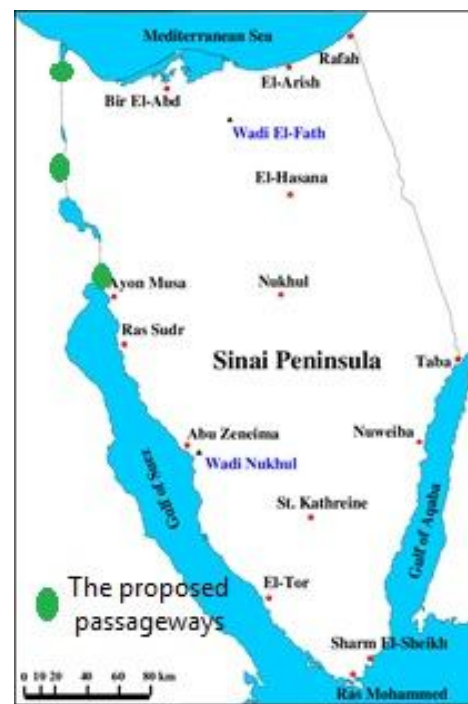 Mediterranean Sea
Rafah
El-Arish
Bir El-Abd
Wadi El-Fath
El-Hasana
Nukhul
Ayon Musa
Ras Sudr
Sinai Peninsula
Taba
Abu Zeneima
Nuweiba
Wadi Nukhul
Gulf of Suez
St. Kathreine
Gulf of Aqaba
El-Tor
The proposed
passageways
Sharm El-Sheikh
Ras Mohammed
0 10 20 40 60 80 km